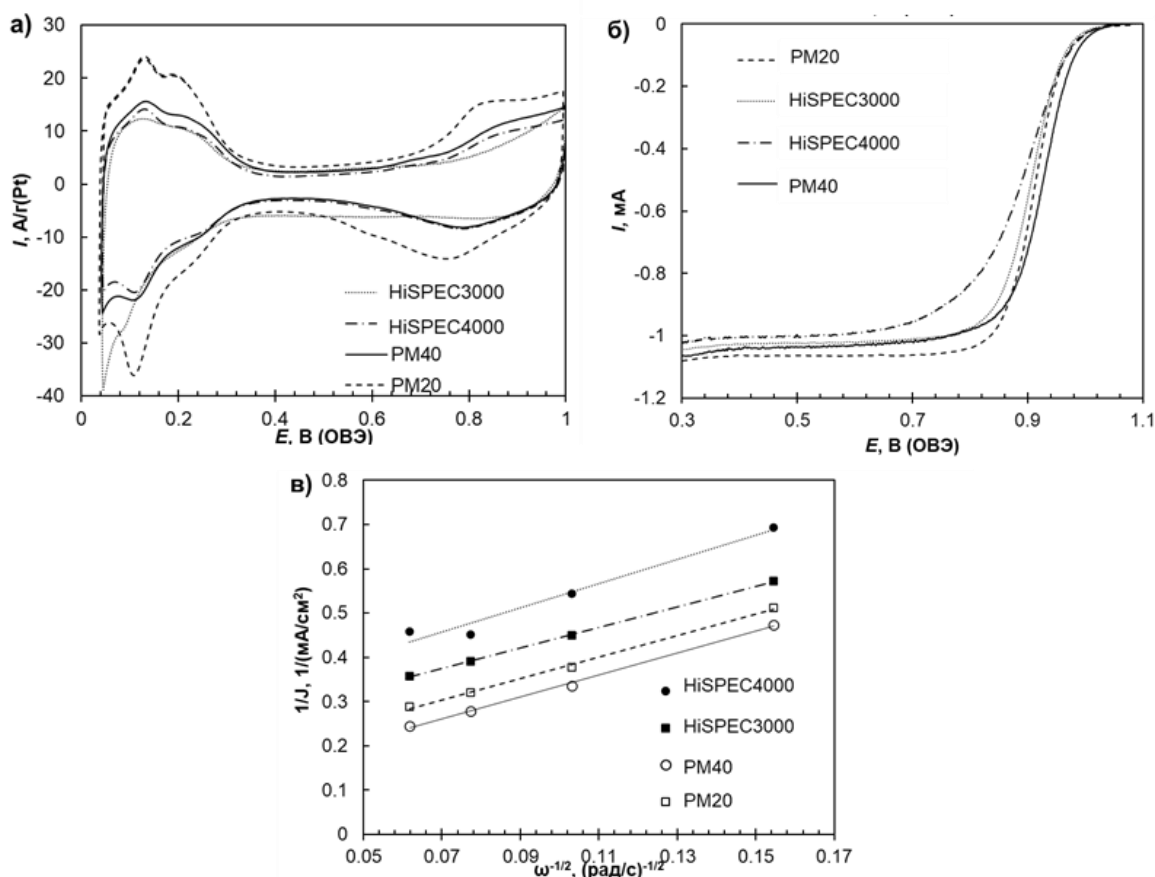 а)
30
20
10
0
-10
-20
-30
-40
I, А/г(Pt)
HiSPEC3000
HiSPEC4000
PM40
PM20
0 0.2 0.4 0.6 0.8 1
E, В (ОВЭ)
б)
0
-0.2
-0.4
-0.6
-0.8
-1
-1.2
I, мА
PM20
HiSPEC3000
HiSPEC4000
PM40
0.3 0.5 0.7 0.9 1.1
E, В (ОВЭ)
в)
0.8
0.7
0.6
0.5
0.4
0.3
0.2
0.1
0
1/J, 1/(мА/см²)
HiSPEC4000
HiSPEC3000
PM40
PM20
0.05 0.07 0.09 0.11 0.13 0.15 0.17
ω⁻¹/², (рад/с)⁻¹/²